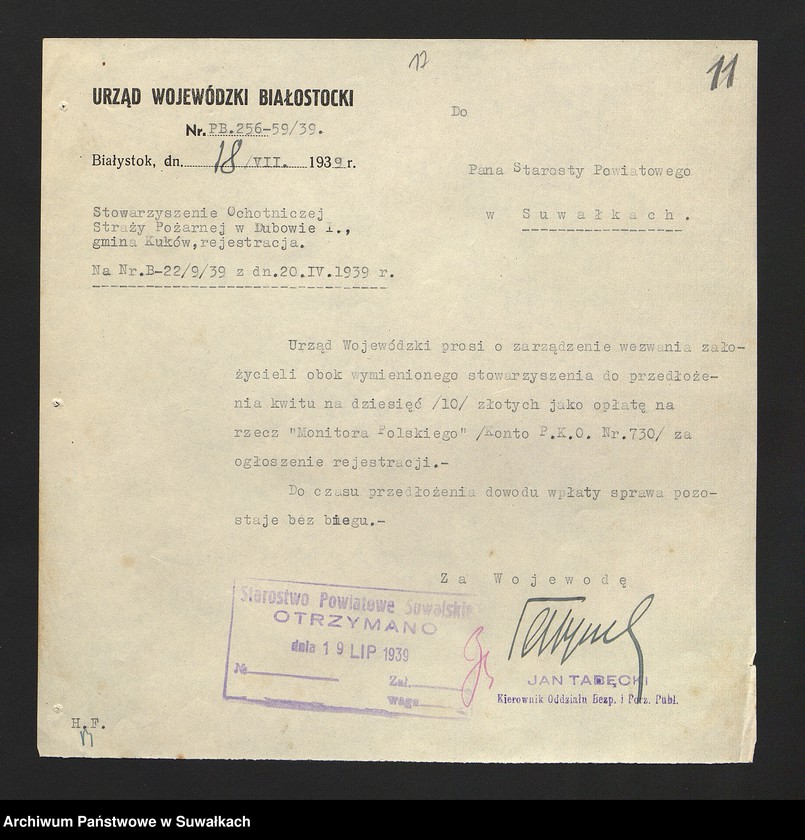 17
11
URZĄD WOJEWÓDZKI BIAŁOSTOCKI
Nr. PB.256-59/39.
Białystok, dn. 18/VII. 1939 r.
Stowarzyszenie Ochotniczej
Straży Pożarnej w Dubowie I.,
gmina Kuków, rejestracja.
Na Nr.B-22/9/39 z dn.20.IV.1939 r.
Do
Pana Starosty Powiatowego
w Suwałkach.
Urząd Wojewódzki prosi o zarządzenie wezwania zało-
życieli obok wymienionego stowarzyszenia do przedłoże-
nia kwitu na dziesięć /10/ złotych jako opłatę na
rzecz "Monitora Polskiego" /Konto P.K.O. Nr.730/ za
ogłoszenie rejestracji.-
Do czasu przedłożenia dowodu wpłaty sprawa pozo-
staje bez biegu.-
Za Wojewodę
JAN TABĘCKI
Kierownik Oddziału Bezp. i Porz. Publ.
Starostwo Powiatowe Suwalskie
OTRZYMANO
dnia 19 LIP 1939
№
Zał.
waga
H.F.
Archiwum Państwowe w Suwałkach